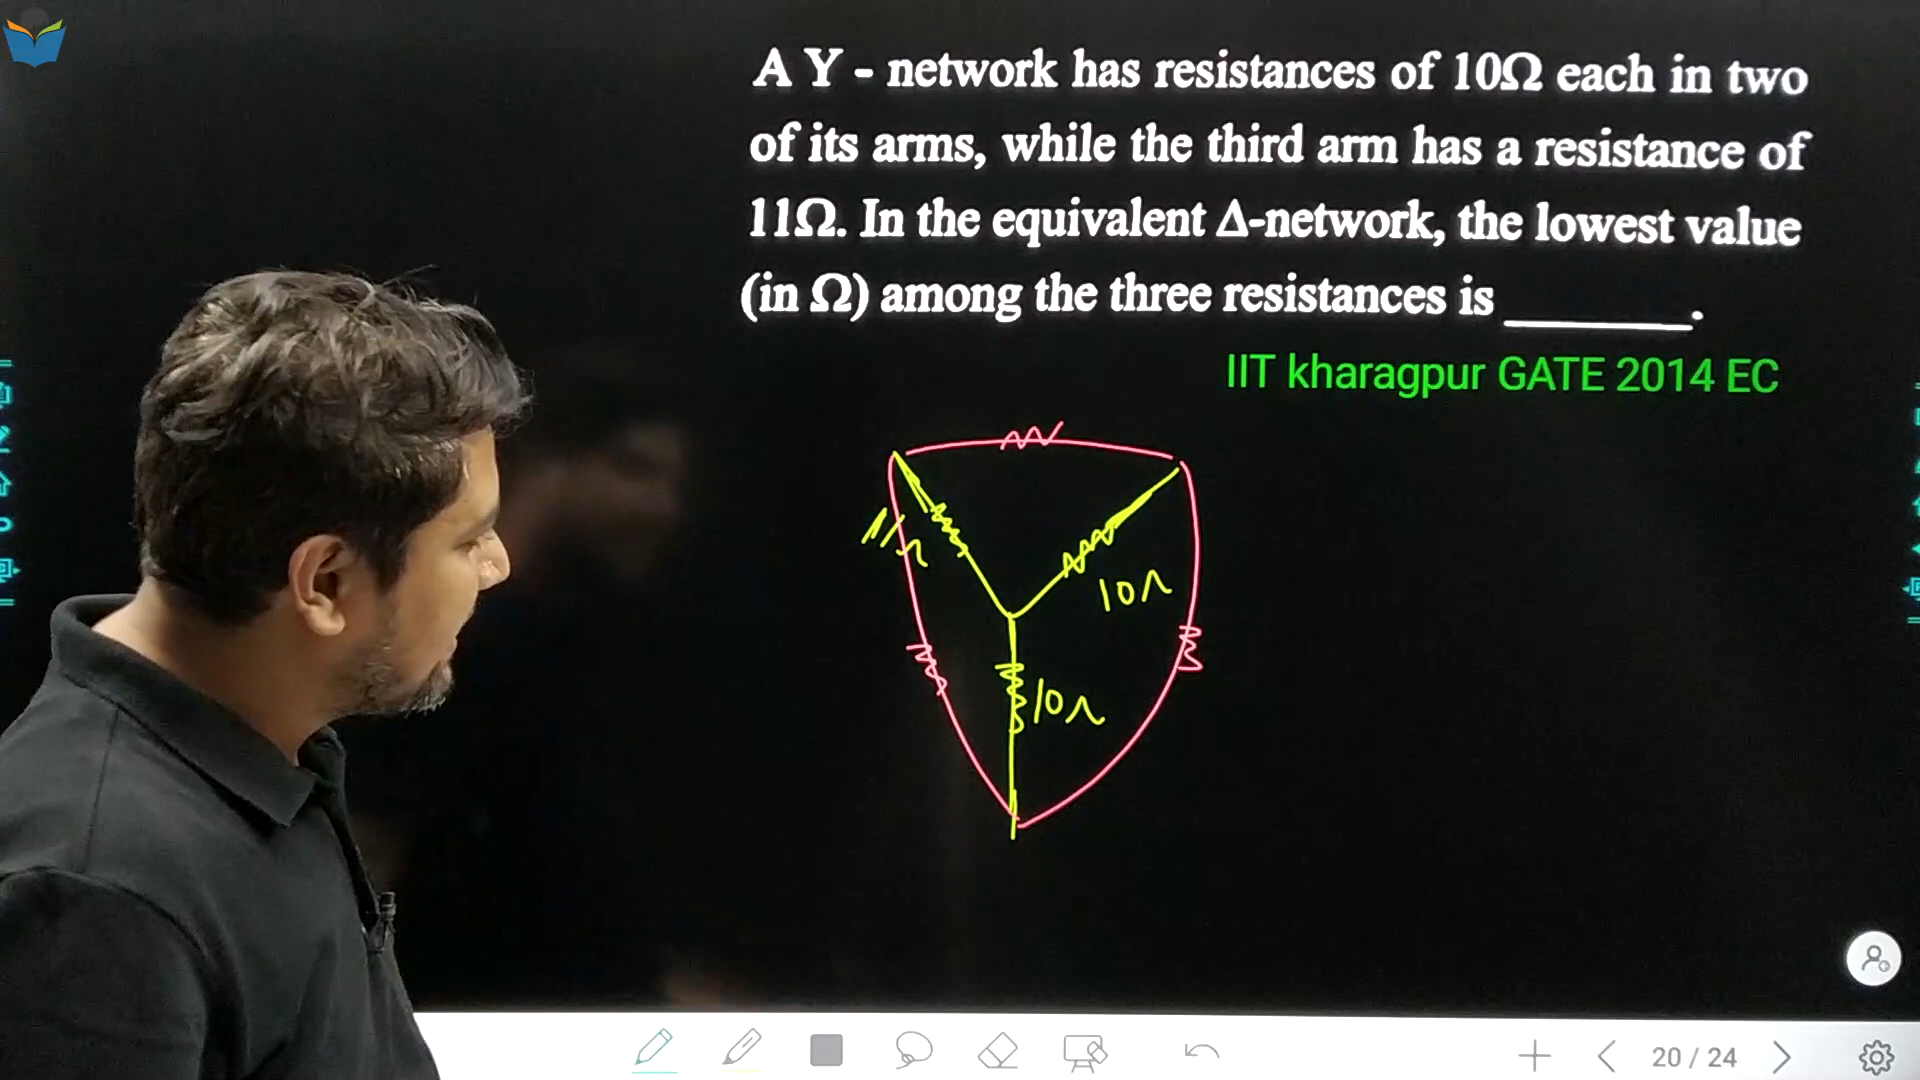 A Y - network has resistances of 10Ω each in two
of its arms, while the third arm has a resistance of
11Ω. In the equivalent Δ-network, the lowest value
(in Ω) among the three resistances is ________.
IIT kharagpur GATE 2014 EC
11Ω
10Ω
10Ω
20 / 24